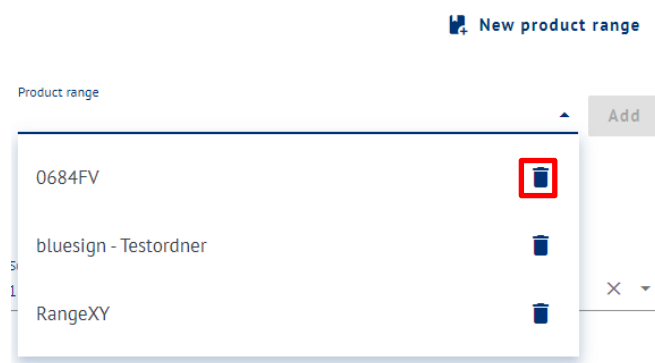 New product range
Product range
Add
0684FV
bluesign - Testordner
RangeXY